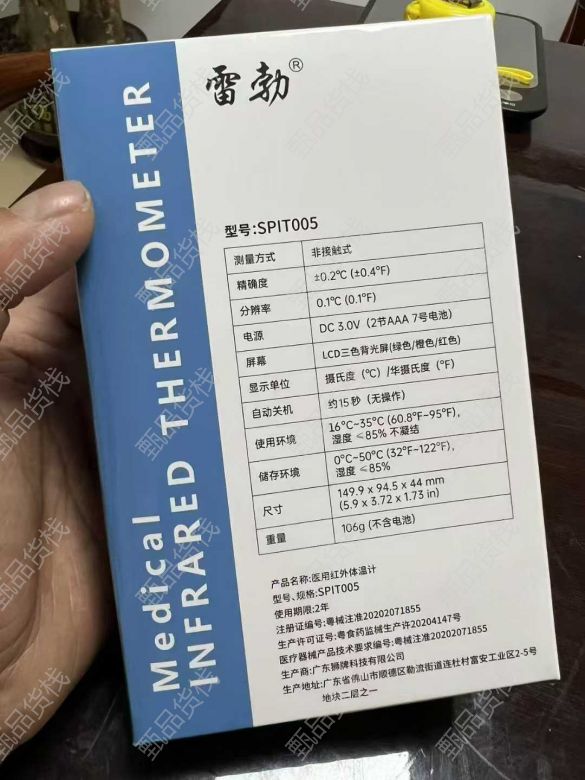 雷勃®
Medical
INFRARED THERMOMETER
型号:SPIT005
测量方式 非接触式
精确度 ±0.2℃ (±0.4°F)
分辨率 0.1℃ (0.1°F)
电源 DC 3.0V（2节AAA 7号电池）
屏幕 LCD三色背光屏(绿色/橙色/红色)
显示单位 摄氏度（℃）/华摄氏度（°F）
自动关机 约15秒（无操作）
使用环境 16℃~35℃ (60.8°F~95°F),
湿度 ≤85% 不凝结
储存环境 0℃~50℃ (32°F~122°F),
湿度 ≤85%
尺寸 149.9 x 94.5 x 44 mm
(5.9 x 3.72 x 1.73 in)
重量 106g (不含电池)
产品名称:医用红外体温计
型号、规格:SPIT005
使用期限:2年
注册证编号:粤械注准20202071855
生产许可证号:粤食药监械生产许20204147号
医疗器械产品技术要求编号:粤械注准20202071855
生产商:广东狮牌科技有限公司
生产地址:广东省佛山市顺德区勒流街道连杜村富安工业区2-5号
地块二层之一
甄品货栈